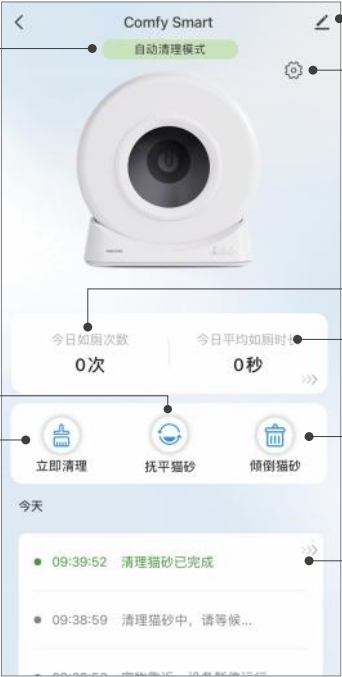 Comfy Smart
自动清理模式
今日如厕次数
今日平均如厕时长
0次
0秒
立即清理
抚平猫砂
倾倒猫砂
今天
09:39:52 清理猫砂已完成
09:38:59 清理猫砂中，请等候...